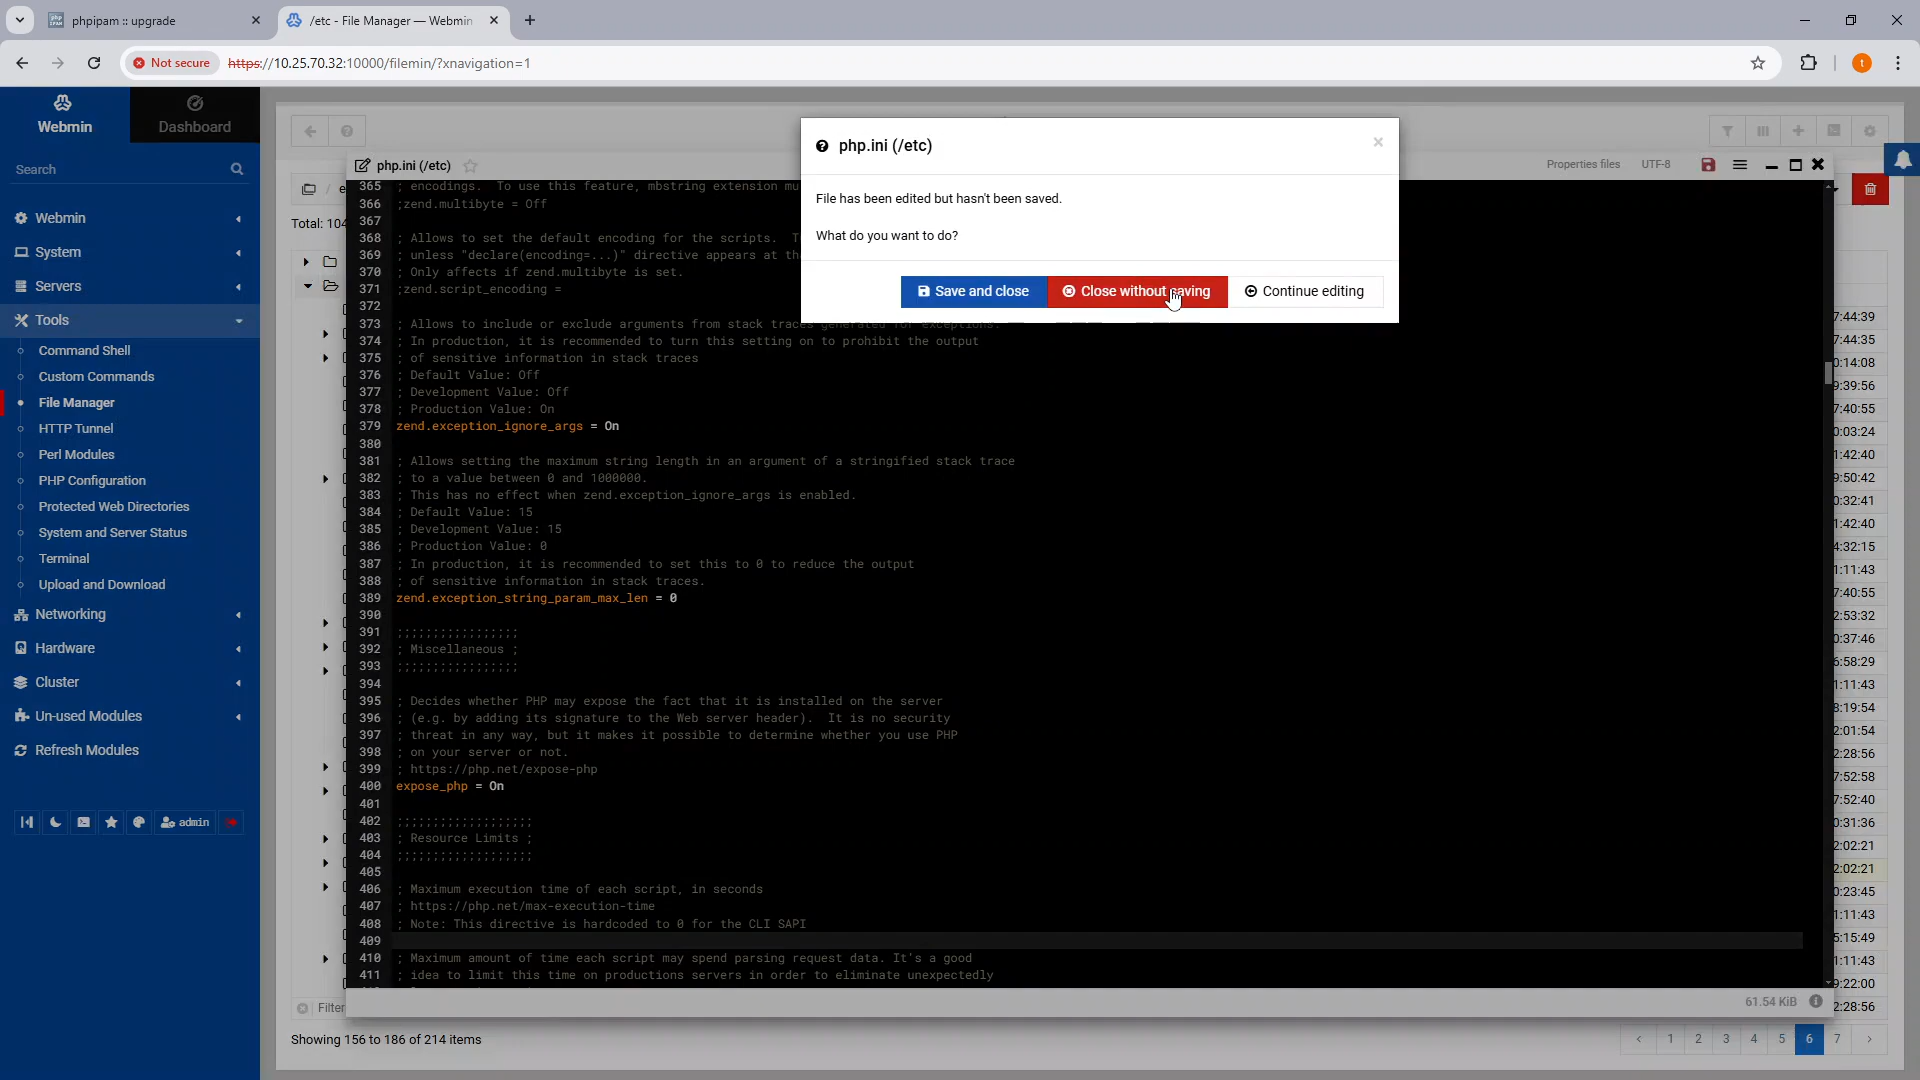 phpipam :: upgrade
/etc - File Manager — Webmin
Not secure
https://10.25.70.32:10000/filemin/?xnavigation=1
t
Webmin
Dashboard
Search
Webmin
System
Servers
Tools
Command Shell
Custom Commands
File Manager
HTTP Tunnel
Perl Modules
PHP Configuration
Protected Web Directories
System and Server Status
Terminal
Upload and Download
Networking
Hardware
Cluster
Un-used Modules
Refresh Modules
admin
/ e
Total: 104
php.ini (/etc)
Properties files
UTF-8
php.ini (/etc)
File has been edited but hasn't been saved.
What do you want to do?
Save and close
Close without saving
Continue editing
365 ; encodings. To use this feature, mbstring extension mu
366 ;zend.multibyte = Off
367
368 ; Allows to set the default encoding for the scripts. T
369 ; unless "declare(encoding=...)" directive appears at th
370 ; Only affects if zend.multibyte is set.
371 ;zend.script_encoding =
372
373 ; Allows to include or exclude arguments from stack traces generated for exceptions.
374 ; In production, it is recommended to turn this setting on to prohibit the output
375 ; of sensitive information in stack traces
376 ; Default Value: Off
377 ; Development Value: Off
378 ; Production Value: On
379 zend.exception_ignore_args = On
380
381 ; Allows setting the maximum string length in an argument of a stringified stack trace
382 ; to a value between 0 and 1000000.
383 ; This has no effect when zend.exception_ignore_args is enabled.
384 ; Default Value: 15
385 ; Development Value: 15
386 ; Production Value: 0
387 ; In production, it is recommended to set this to 0 to reduce the output
388 ; of sensitive information in stack traces.
389 zend.exception_string_param_max_len = 0
390
391 ;;;;;;;;;;;;;;;;;
392 ; Miscellaneous ;
393 ;;;;;;;;;;;;;;;;;
394
395 ; Decides whether PHP may expose the fact that it is installed on the server
396 ; (e.g. by adding its signature to the Web server header). It is no security
397 ; threat in any way, but it makes it possible to determine whether you use PHP
398 ; on your server or not.
399 ; https://php.net/expose-php
400 expose_php = On
401
402 ;;;;;;;;;;;;;;;;;;;
403 ; Resource Limits ;
404 ;;;;;;;;;;;;;;;;;;;
405
406 ; Maximum execution time of each script, in seconds
407 ; https://php.net/max-execution-time
408 ; Note: This directive is hardcoded to 0 for the CLI SAPI
409
410 ; Maximum amount of time each script may spend parsing request data. It's a good
411 ; idea to limit this time on productions servers in order to eliminate unexpectedly
61.54 KiB
7:44:39
7:44:35
0:14:08
9:39:56
7:40:55
0:03:24
1:42:40
9:50:42
0:32:41
1:42:40
4:32:15
1:11:43
7:40:55
2:53:32
0:37:46
6:58:29
1:11:43
8:19:54
2:01:54
2:28:56
7:52:58
7:52:40
0:31:36
2:02:21
2:02:21
0:23:45
1:11:43
5:15:49
1:11:43
9:22:00
2:28:56
Filter
Showing 156 to 186 of 214 items
‹ 1 2 3 4 5 6 7 ›